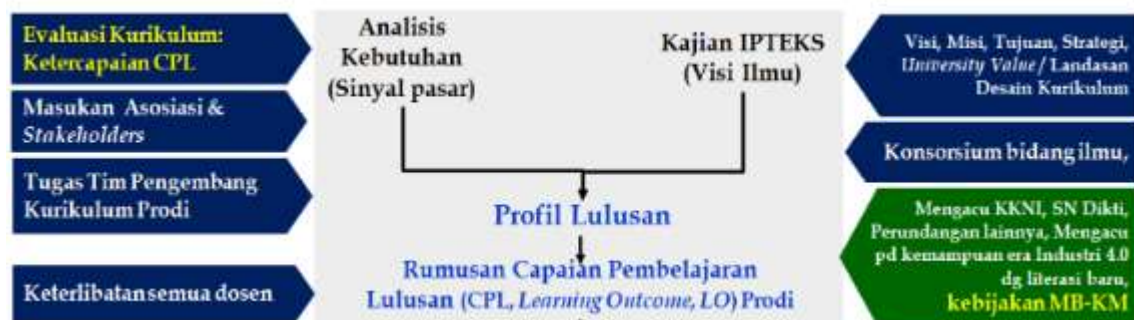 Evaluasi Kurikulum:
Ketercapaian CPL
Masukan Asosiasi &
Stakeholders
Tugas Tim Pengembang
Kurikulum Prodi
Keterlibatan semua dosen
Analisis
Kebutuhan
(Sinyal pasar)
Kajian IPTEKS
(Visi Ilmu)
Profil Lulusan
Rumusan Capaian Pembelajaran
Lulusan (CPL, Learning Outcome, LO) Prodi
Visi, Misi, Tujuan, Strategi,
University Value / Landasan
Desain Kurikulum
Konsorsium bidang ilmu,
Mengacu KKNI, SN Dikti,
Perundangan lainnya, Mengacu
pd kemampuan era Industri 4.0
dg literasi baru,
kebijakan MB-KM